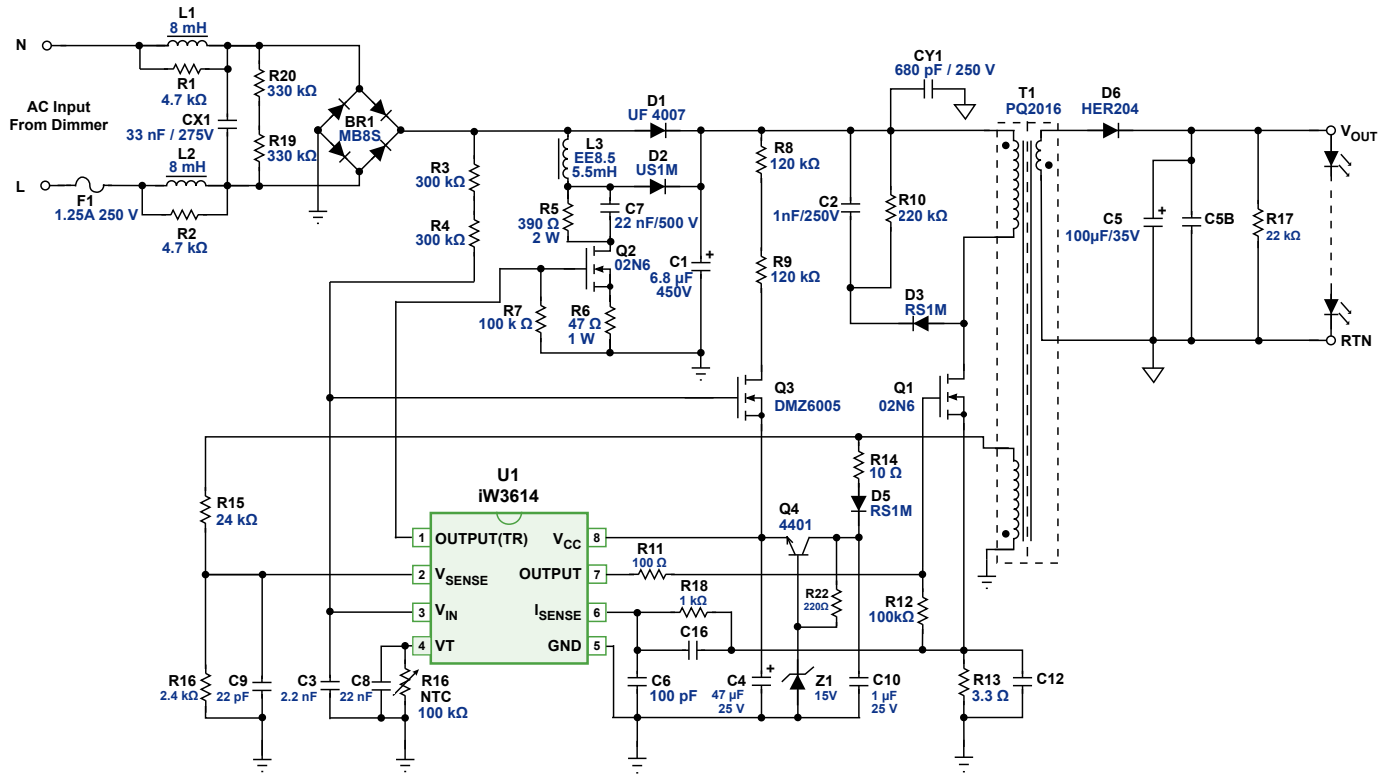 L1
8 mH
N
R1
4.7 kΩ
R20
330 kΩ
AC Input
From Dimmer
CX1
33 nF / 275V
R19
330 kΩ
L2
8 mH
L
F1
1.25A 250 V
R2
4.7 kΩ
BR1
MB8S
R3
300 kΩ
R4
300 kΩ
L3
EE8.5
5.5mH
D1
UF 4007
D2
US1M
R5
390 Ω
2 W
C7
22 nF/500 V
Q2
02N6
R7
100 k Ω
R6
47 Ω
1 W
C1
+
6.8 µF
450V
R8
120 kΩ
R9
120 kΩ
C2
1nF/250V
R10
220 kΩ
CY1
680 pF / 250 V
D3
RS1M
T1
PQ2016
D6
HER204
VOUT
C5
+
100µF/35V
C5B
R17
22 kΩ
RTN
Q3
DMZ6005
Q1
02N6
R14
10 Ω
D5
RS1M
Q4
4401
U1
iW3614
1 OUTPUT(TR)
2 VSENSE
3 VIN
4 VT
VCC 8
OUTPUT 7
ISENSE 6
GND 5
R15
24 kΩ
R11
100 Ω
R18
1 kΩ
C16
R22
220Ω
R12
100kΩ
R16
2.4 kΩ
C9
22 pF
C3
2.2 nF
C8
22 nF
R16
NTC
100 kΩ
C6
100 pF
C4
+
47 µF
25 V
Z1
15V
C10
1 µF
25 V
R13
3.3 Ω
C12